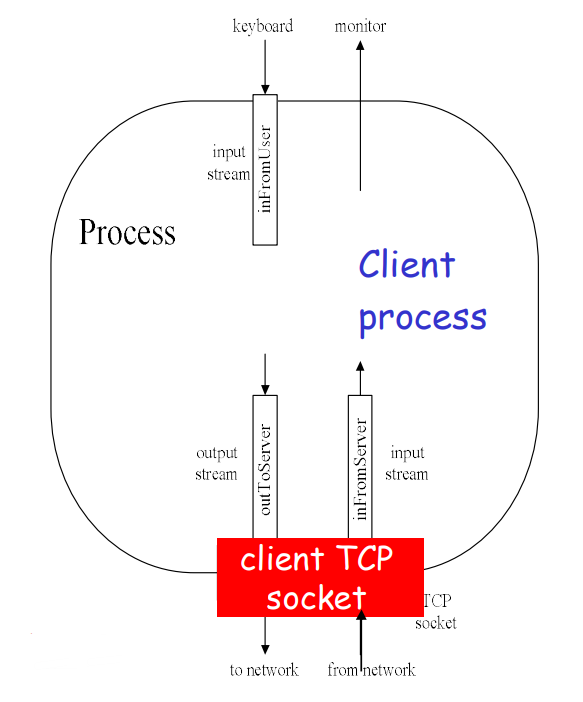 keyboard
monitor
input
stream
inFromUser
Process
Client
process
output
stream
outToServer
inFromServer
input
stream
client TCP
socket
TCP
socket
to network
from network